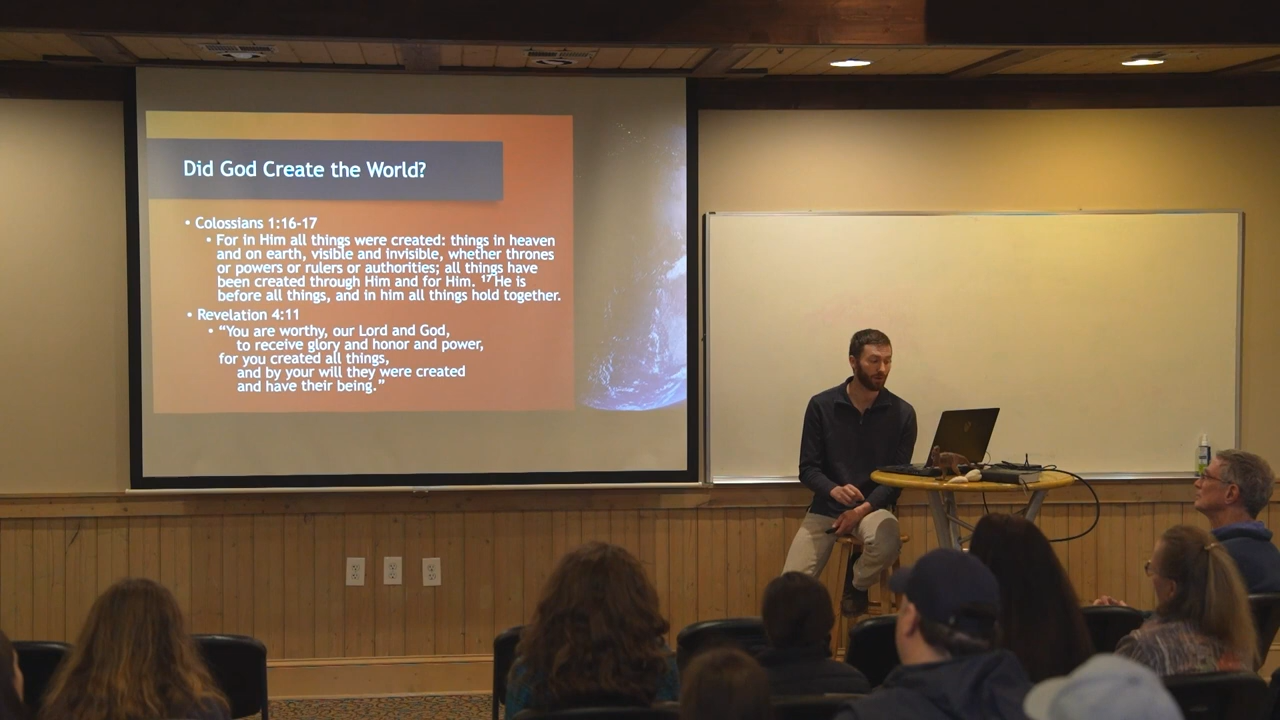 Did God Create the World?
• Colossians 1:16-17
• For in Him all things were created: things in heaven
and on earth, visible and invisible, whether thrones
or powers or rulers or authorities; all things have
been created through Him and for Him. ¹⁷ He is
before all things, and in him all things hold together.
• Revelation 4:11
• “You are worthy, our Lord and God,
to receive glory and honor and power,
for you created all things,
and by your will they were created
and have their being.”